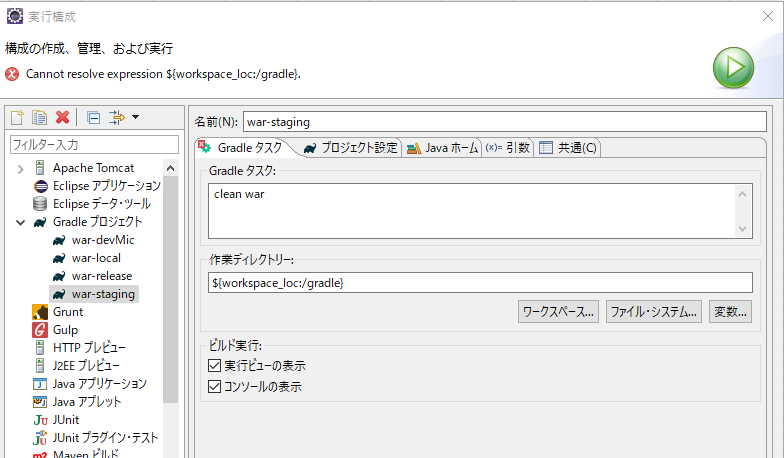 実行構成
構成の作成、管理、および実行
Cannot resolve expression ${workspace_loc:/gradle}.
フィルター入力
Apache Tomcat
Eclipse アプリケーション
Eclipse データ・ツール
Gradle プロジェクト
war-devMic
war-local
war-release
war-staging
Grunt
Gulp
HTTP プレビュー
J2EE プレビュー
Java アプリケーション
Java アプレット
JUnit
JUnit プラグイン・テスト
Maven ビルド
名前(N): war-staging
Gradle タスク プロジェクト設定 Java ホーム (x)= 引数 共通(C)
Gradle タスク:
clean war
作業ディレクトリー:
${workspace_loc:/gradle}
ワークスペース... ファイル・システム... 変数...
ビルド実行:
実行ビューの表示
コンソールの表示